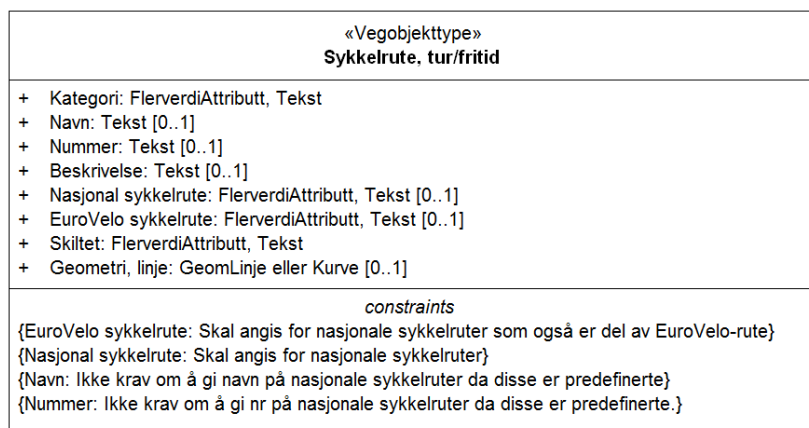 «Vegobjekttype»
Sykkelrute, tur/fritid
+ Kategori: FlerverdiAttributt, Tekst
+ Navn: Tekst [0..1]
+ Nummer: Tekst [0..1]
+ Beskrivelse: Tekst [0..1]
+ Nasjonal sykkelrute: FlerverdiAttributt, Tekst [0..1]
+ EuroVelo sykkelrute: FlerverdiAttributt, Tekst [0..1]
+ Skiltet: FlerverdiAttributt, Tekst
+ Geometri, linje: GeomLinje eller Kurve [0..1]
constraints
{EuroVelo sykkelrute: Skal angis for nasjonale sykkelruter som også er del av EuroVelo-rute}
{Nasjonal sykkelrute: Skal angis for nasjonale sykkelruter}
{Navn: Ikke krav om å gi navn på nasjonale sykkelruter da disse er predefinerte}
{Nummer: Ikke krav om å gi nr på nasjonale sykkelruter da disse er predefinerte.}